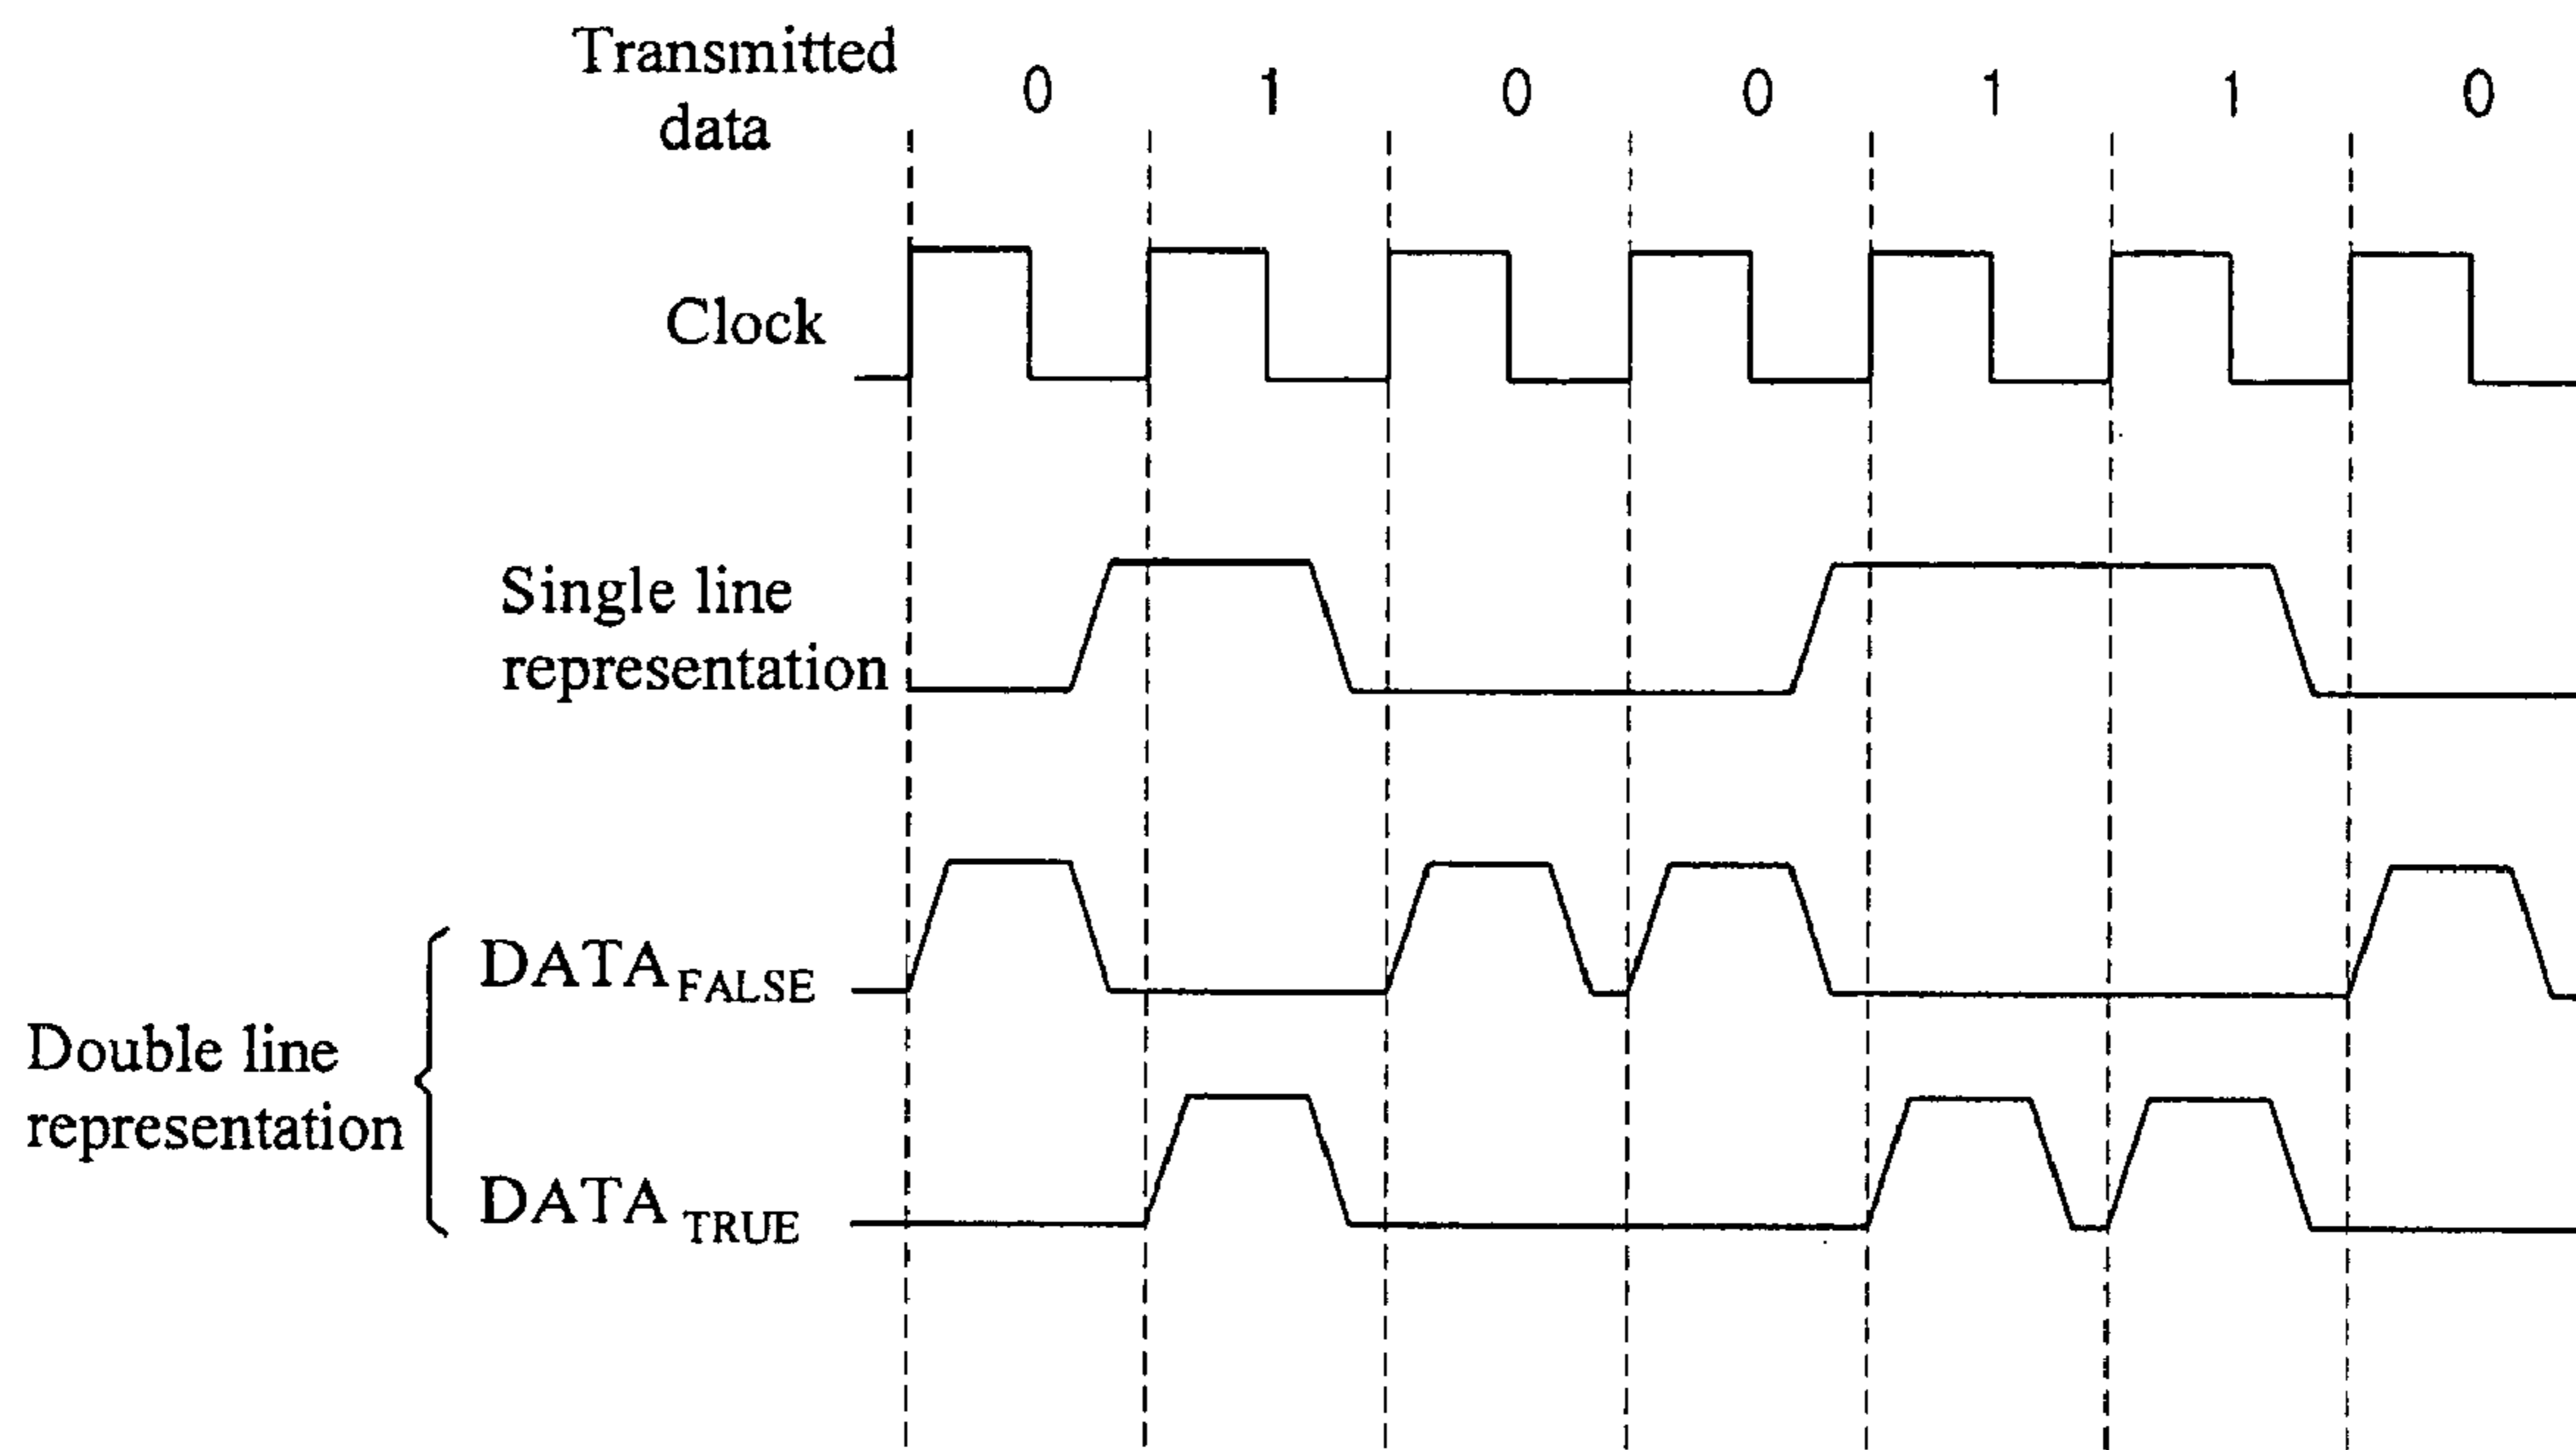 Transmitted
data
0 1 0 0 1 1 0
Clock
Single line
representation
DATA FALSE
Double line
representation
DATA TRUE